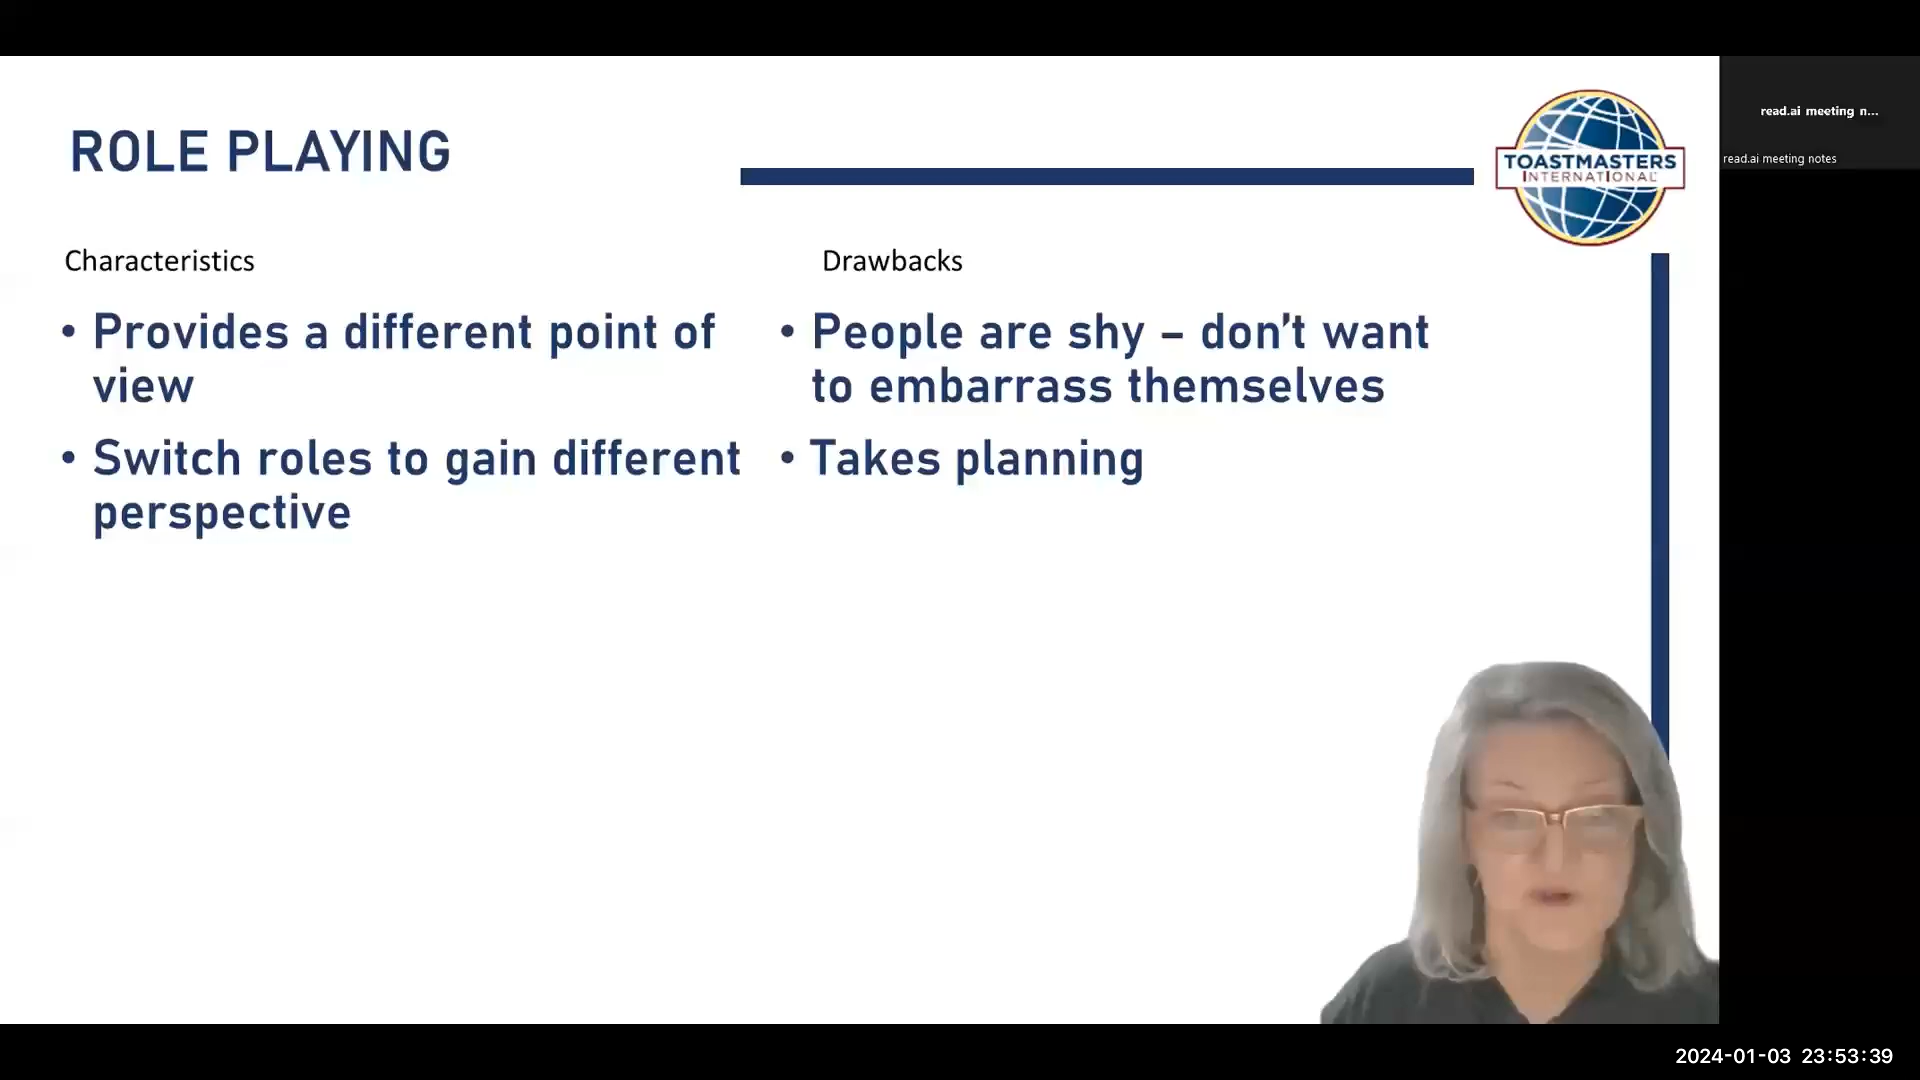 ROLE PLAYING
TOASTMASTERS
INTERNATIONAL
Characteristics
• Provides a different point of
view
• Switch roles to gain different
perspective
Drawbacks
• People are shy – don't want
to embarrass themselves
• Takes planning
read.ai meeting n...
read.ai meeting notes
2024-01-03 23:53:39